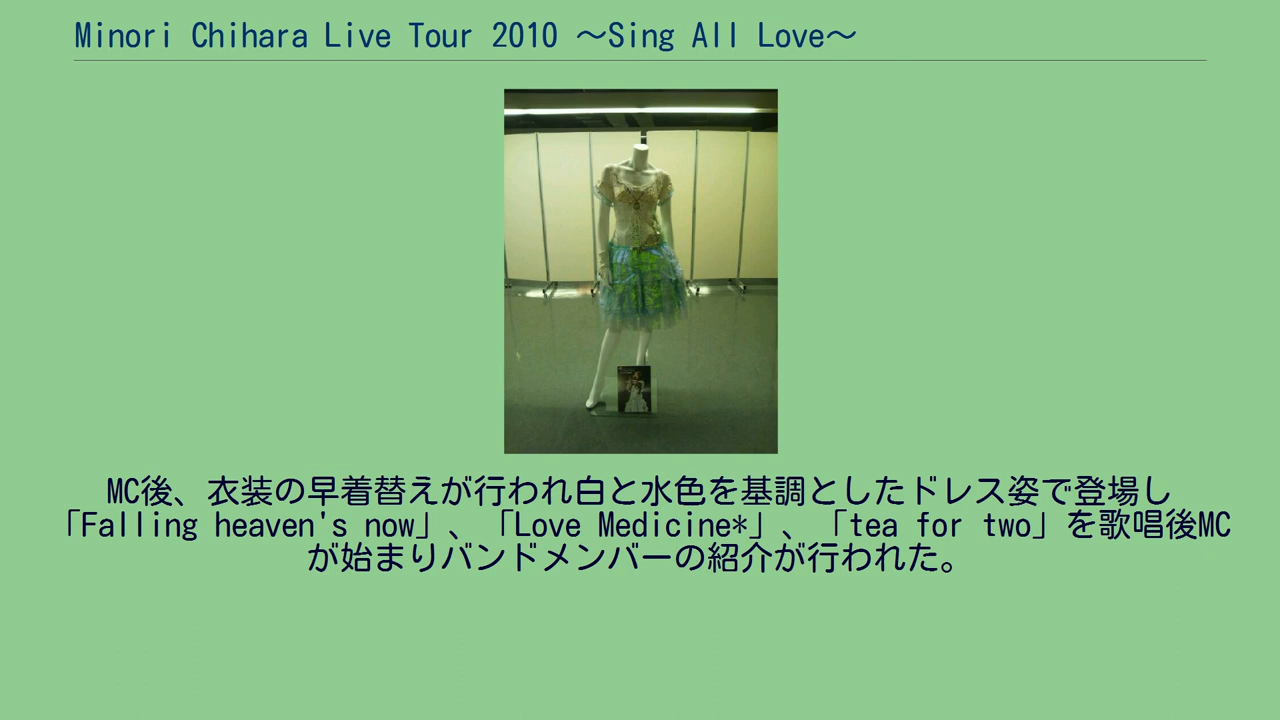 Minori Chihara Live Tour 2010 ～Sing All Love～
MC後、衣装の早着替えが行われ白と水色を基調としたドレス姿で登場し
「Falling heaven's now」、「Love Medicine*」、「tea for two」を歌唱後MC
が始まりバンドメンバーの紹介が行われた。